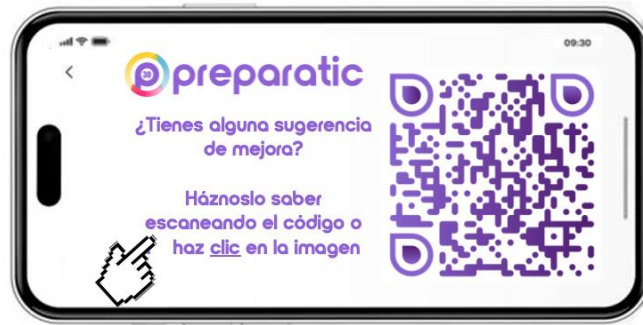 09:30
preparatic
¿Tienes alguna sugerencia
de mejora?
Háznoslo saber
escaneando el código o
haz clic en la imagen